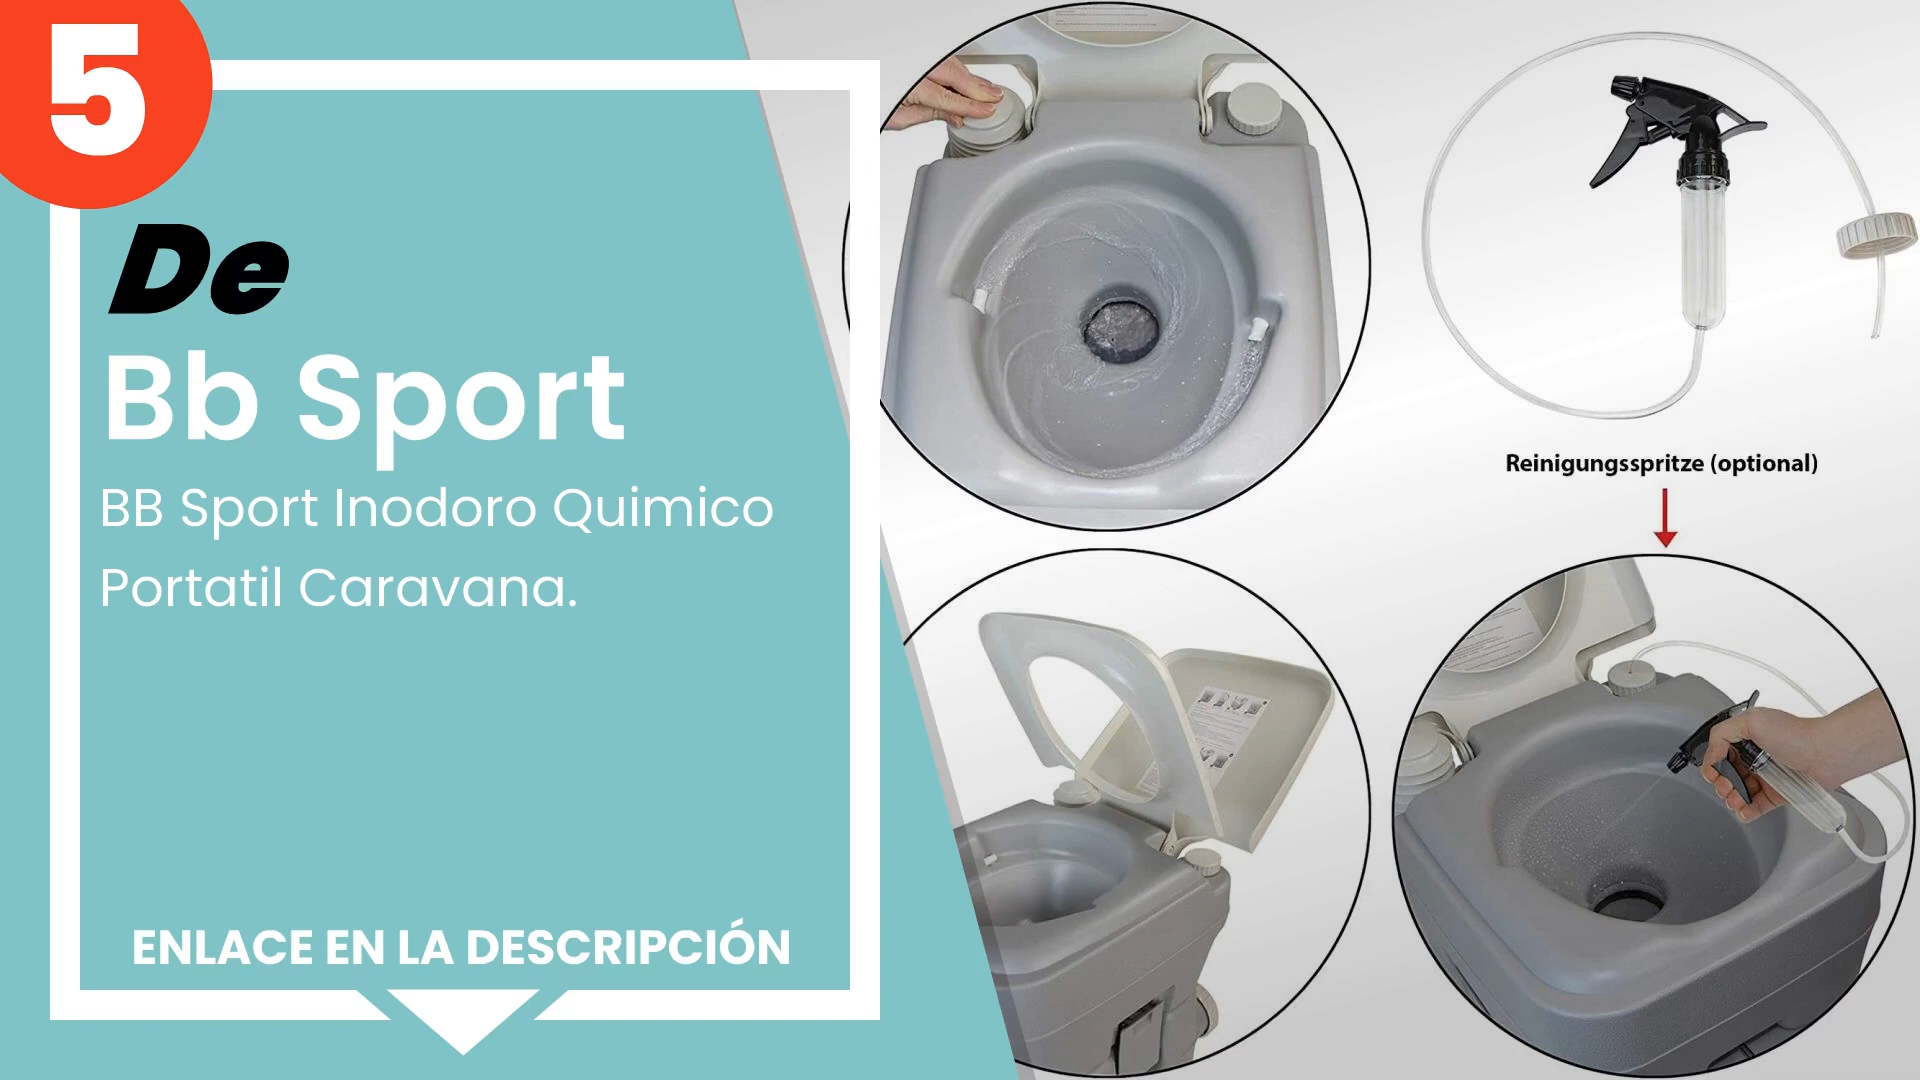 5
De
Bb Sport
BB Sport Inodoro Quimico
Portatil Caravana.
ENLACE EN LA DESCRIPCIÓN
Reinigungsspritze (optional)